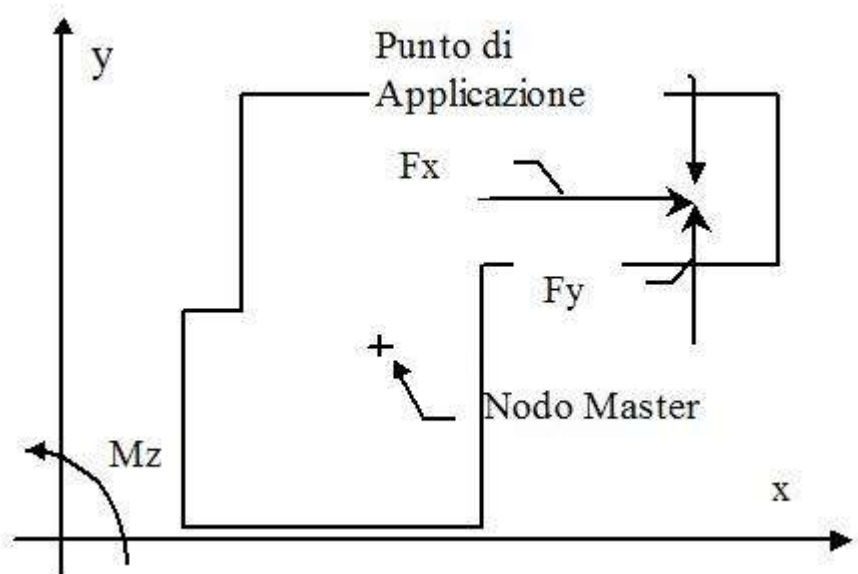 y
Punto di
Applicazione
Fx
Fy
Nodo Master
Mz
x